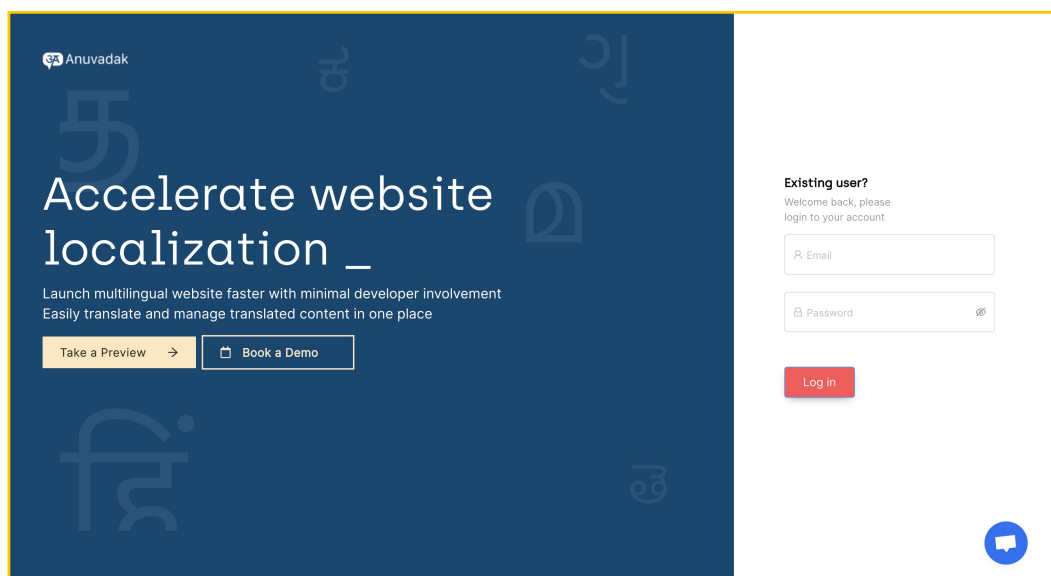 अ Anuvadak
Accelerate website
localization _
Launch multilingual website faster with minimal developer involvement
Easily translate and manage translated content in one place
Take a Preview →
Book a Demo
த
ગુ
ക
മ
हिं
Existing user?
Welcome back, please
login to your account
Email
Password
Log in